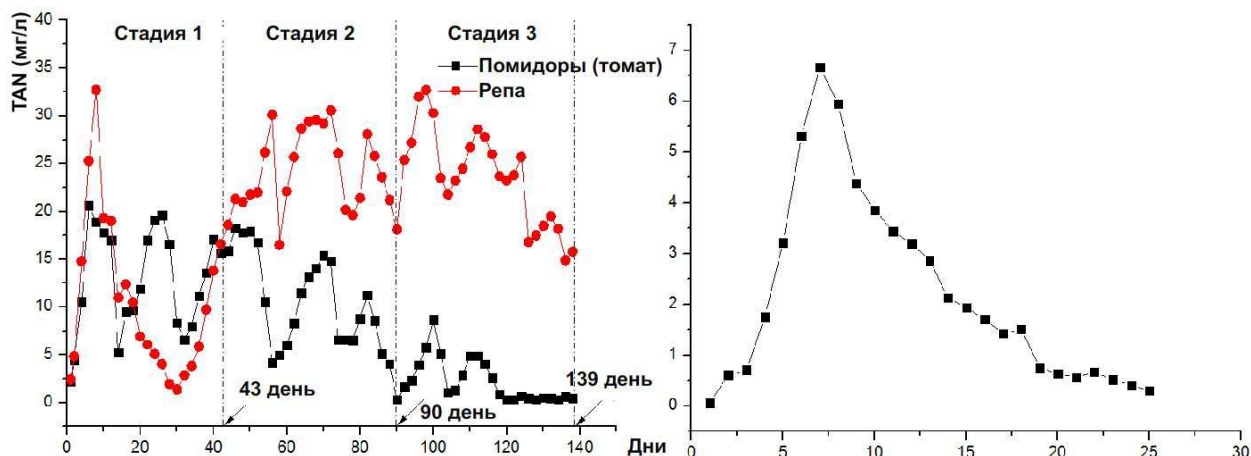 TAN (мг/л)
40
35
30
25
20
15
10
5
0
Стадия 1 Стадия 2 Стадия 3
Помидоры (томат)
Репа
43 день
90 день
139 день
0 20 40 60 80 100 120 140
Дни
7
6
5
4
3
2
1
0
0 5 10 15 20 25 30